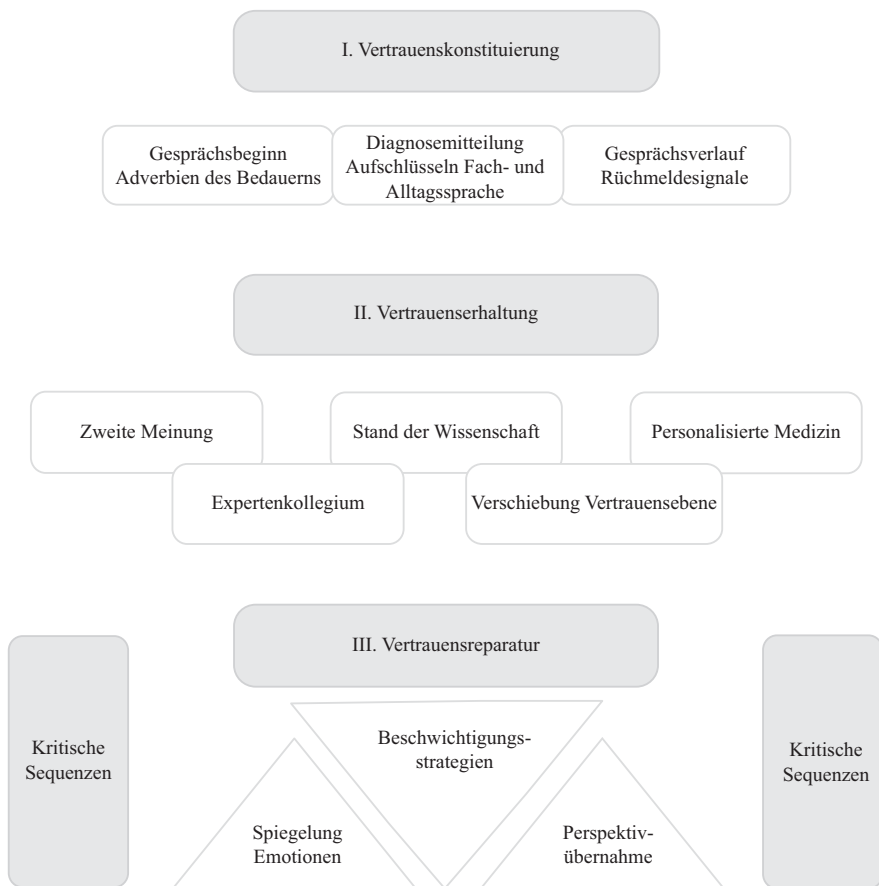 I. Vertrauenskonstituierung
Gesprächsbeginn
Adverbien des Bedauerns
Diagnosemitteilung
Aufschlüsseln Fach- und
Alltagssprache
Gesprächsverlauf
Rüchmeldesignale
II. Vertrauenserhaltung
Zweite Meinung
Stand der Wissenschaft
Personalisierte Medizin
Expertenkollegium
Verschiebung Vertrauensebene
III. Vertrauensreparatur
Kritische
Sequenzen
Beschwichtigungs-
strategien
Spiegelung
Emotionen
Perspektiv-
übernahme
Kritische
Sequenzen